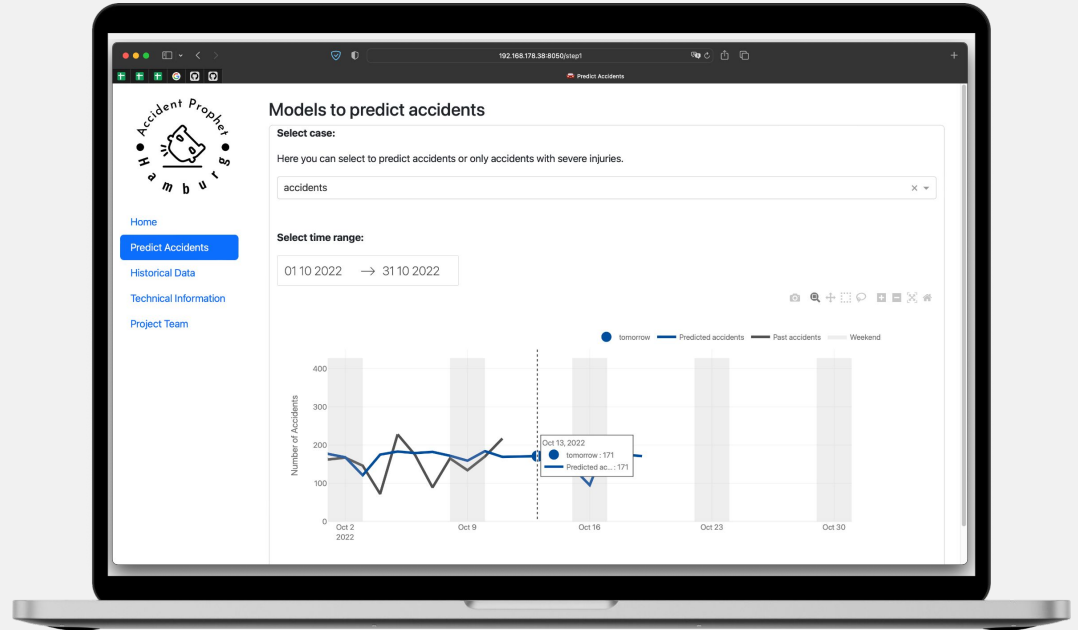 192.168.178.38:8050/step1
Predict Accidents
Accident Prophet
Hamburg
Home
Predict Accidents
Historical Data
Technical Information
Project Team
Models to predict accidents
Select case:
Here you can select to predict accidents or only accidents with severe injuries.
accidents
Select time range:
01 10 2022 → 31 10 2022
tomorrow Predicted accidents Past accidents Weekend
Number of Accidents
400
300
200
100
0
Oct 13, 2022
tomorrow : 171
Predicted ac... : 171
Oct 2 Oct 9 Oct 16 Oct 23 Oct 30
2022